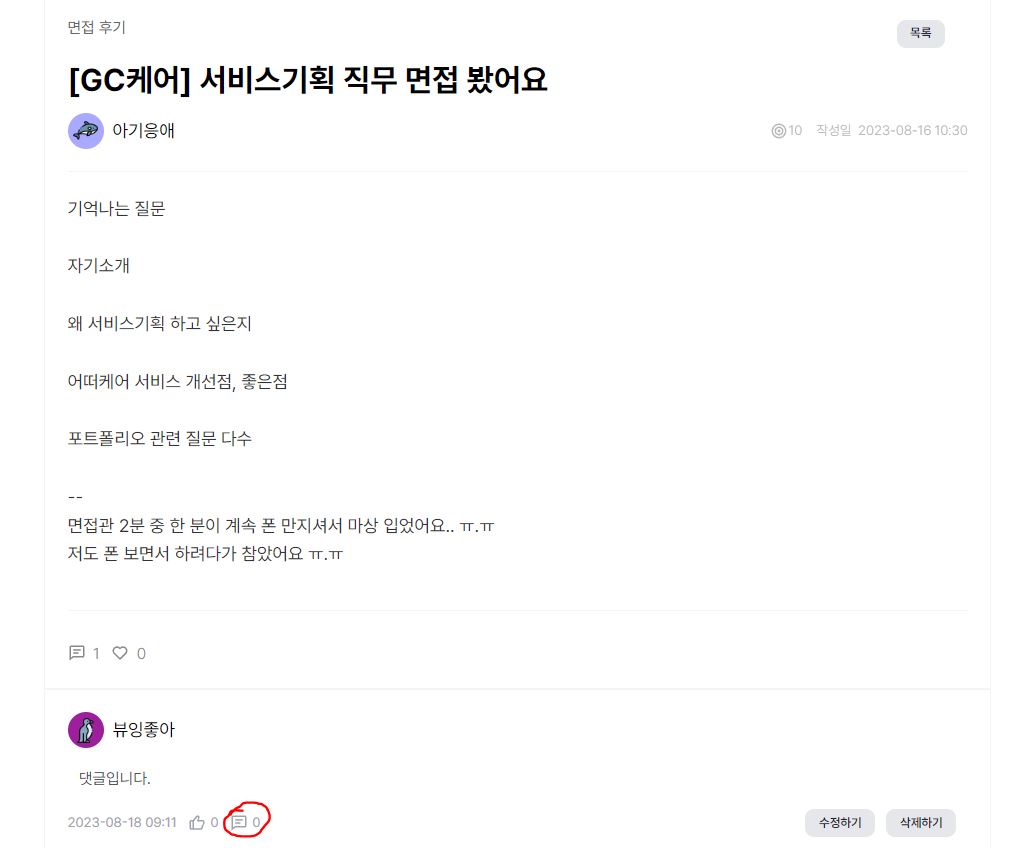 면접 후기
목록
[GC케어] 서비스기획 직무 면접 봤어요
아기응애
10 작성일 2023-08-16 10:30
기억나는 질문
자기소개
왜 서비스기획 하고 싶은지
어떠케어 서비스 개선점, 좋은점
포트폴리오 관련 질문 다수
--
면접관 2분 중 한 분이 계속 폰 만지셔서 마상 입었어요.. ㅠ.ㅠ
저도 폰 보면서 하려다가 참았어요 ㅠ.ㅠ
1 0
뷰잉좋아
댓글입니다.
2023-08-18 09:11 0 0
수정하기 삭제하기